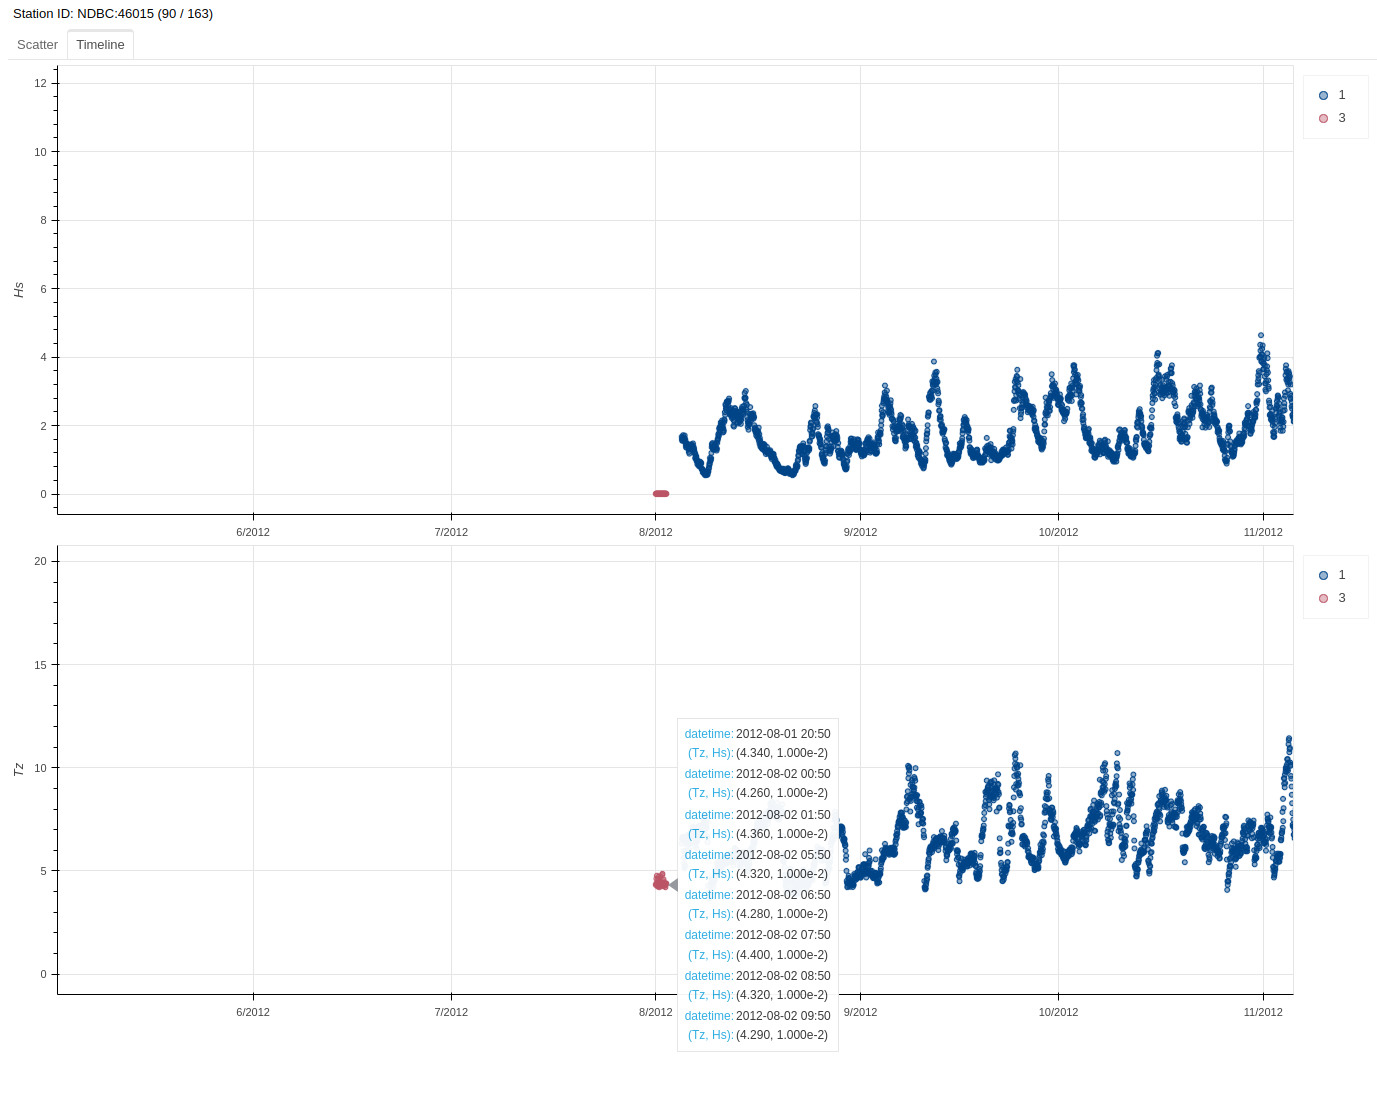 Station ID: NDBC:46015 (90 / 163)
Scatter Timeline
12
10
8
6
4
2
0
Hs
6/2012 7/2012 8/2012 9/2012 10/2012 11/2012
1
3
20
15
10
5
0
Tz
6/2012 7/2012 8/2012 9/2012 10/2012 11/2012
1
3
datetime: 2012-08-01 20:50
(Tz, Hs): (4.340, 1.000e-2)
datetime: 2012-08-02 00:50
(Tz, Hs): (4.260, 1.000e-2)
datetime: 2012-08-02 01:50
(Tz, Hs): (4.360, 1.000e-2)
datetime: 2012-08-02 05:50
(Tz, Hs): (4.320, 1.000e-2)
datetime: 2012-08-02 06:50
(Tz, Hs): (4.280, 1.000e-2)
datetime: 2012-08-02 07:50
(Tz, Hs): (4.400, 1.000e-2)
datetime: 2012-08-02 08:50
(Tz, Hs): (4.320, 1.000e-2)
datetime: 2012-08-02 09:50
(Tz, Hs): (4.290, 1.000e-2)